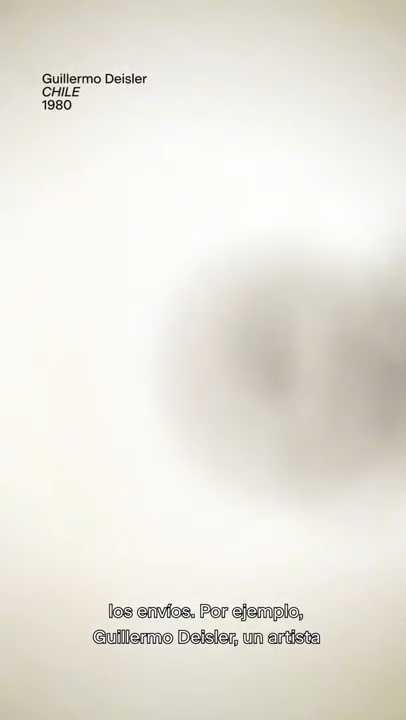 Guillermo Deisler
CHILE
1980
los envíos. Por ejemplo,
Guillermo Deisler, un artista